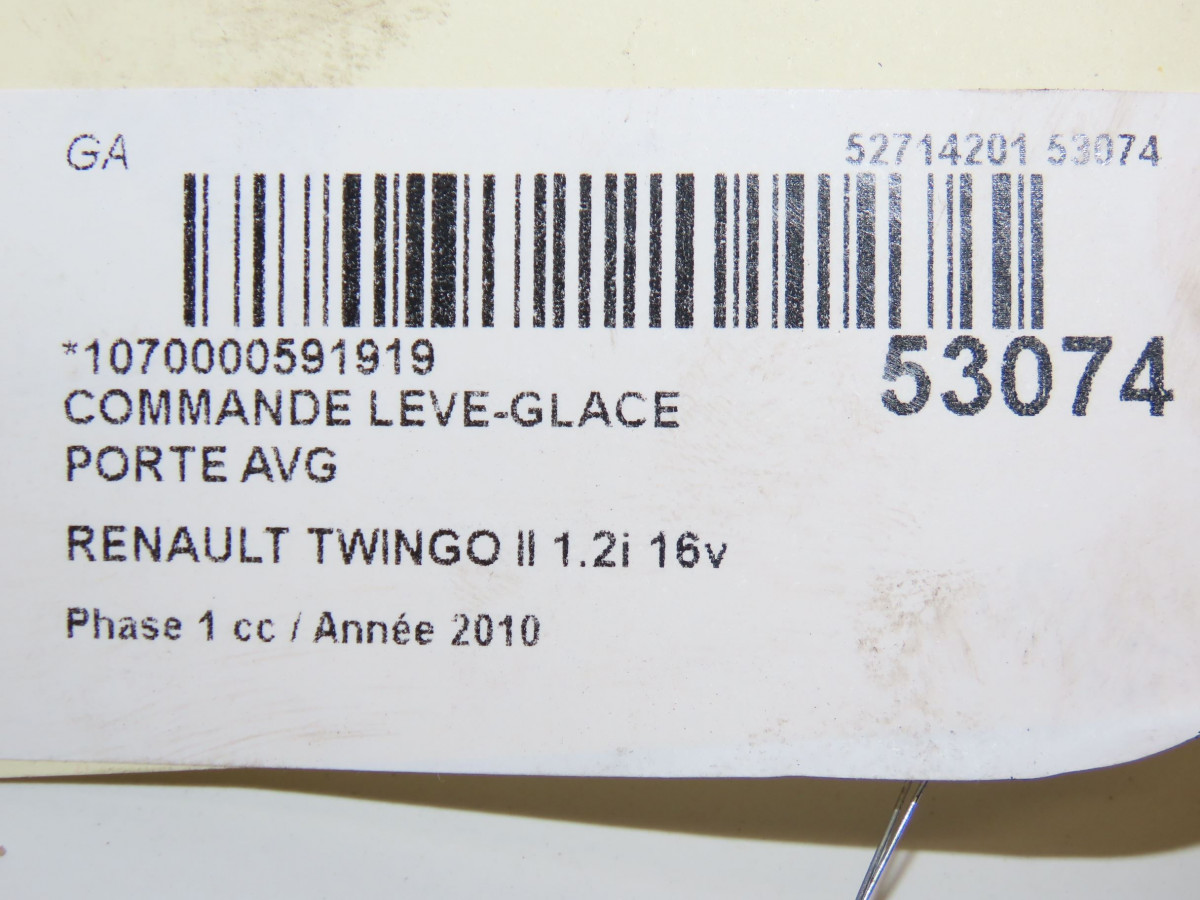 GA 52714201 53074
*1070000591919 53074
COMMANDE LEVE-GLACE
PORTE AVG
RENAULT TWINGO II 1.2i 16v
Phase 1 cc / Année 2010